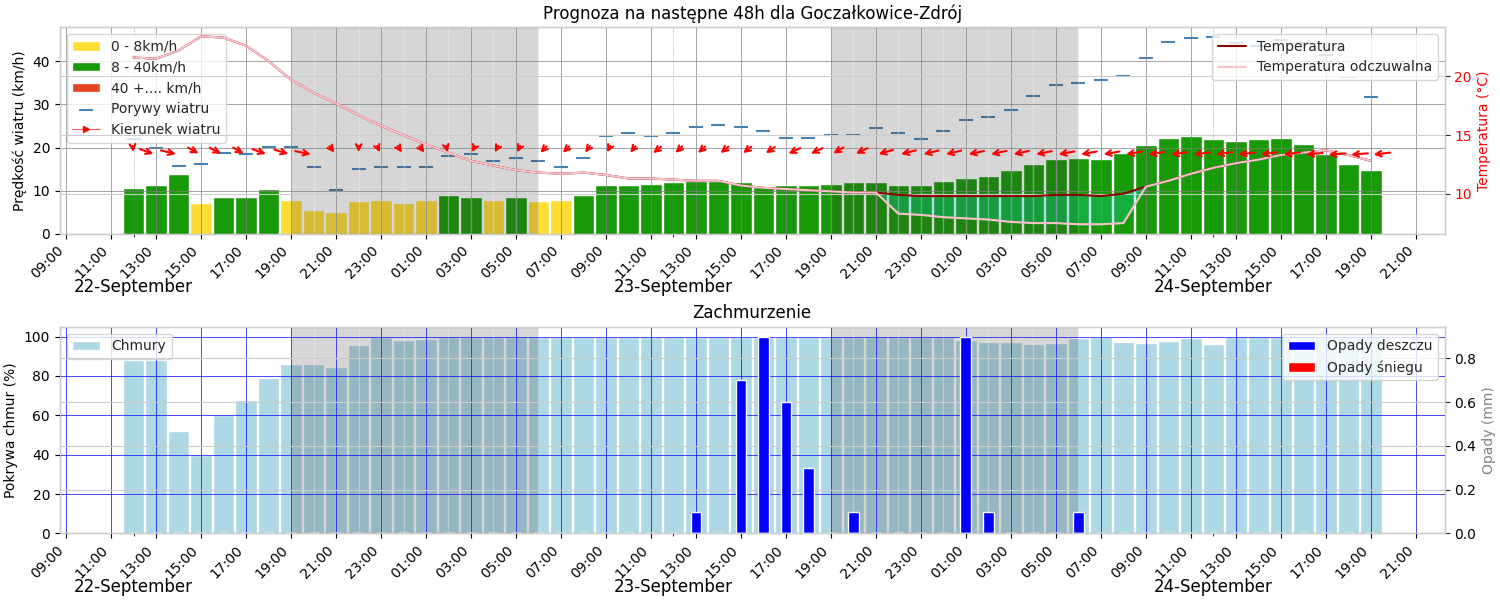 Prognoza na następne 48h dla Goczałkowice-Zdrój
Prędkość wiatru (km/h)
40
30
20
10
0
0 - 8km/h
8 - 40km/h
40 +.... km/h
Porywy wiatru
Kierunek wiatru
Temperatura
Temperatura odczuwalna
20
15
10
Temperatura (°C)
09:00 11:00 13:00 15:00 17:00 19:00 21:00 23:00 01:00 03:00 05:00 07:00 09:00 11:00 13:00 15:00 17:00 19:00 21:00 23:00 01:00 03:00 05:00 07:00 09:00 11:00 13:00 15:00 17:00 19:00 21:00
22-September 23-September 24-September
Zachmurzenie
Pokrywa chmur (%)
100
80
60
40
20
0
Chmury
Opady deszczu
Opady śniegu
0.8
0.6
0.4
0.2
0.0
Opady (mm)
09:00 11:00 13:00 15:00 17:00 19:00 21:00 23:00 01:00 03:00 05:00 07:00 09:00 11:00 13:00 15:00 17:00 19:00 21:00 23:00 01:00 03:00 05:00 07:00 09:00 11:00 13:00 15:00 17:00 19:00 21:00
22-September 23-September 24-September